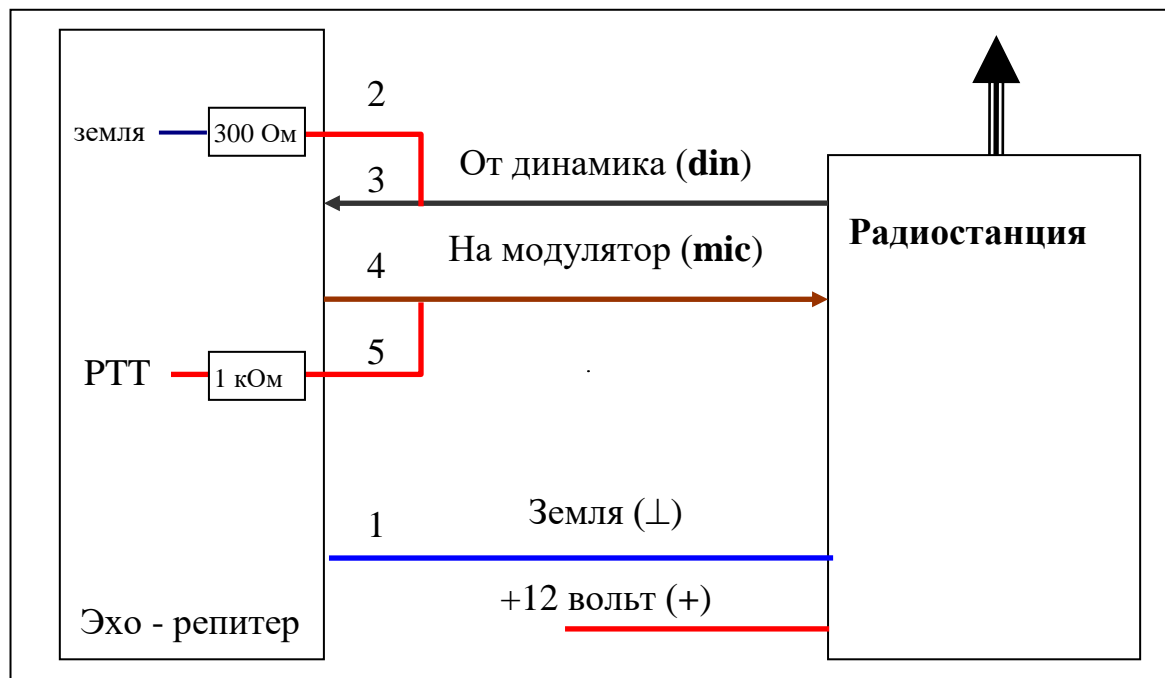 2
земля
300 Ом
От динамика (din)
3
Радиостанция
На модулятор (mic)
4
5
PTT
1 кОм
Земля (⊥)
1
+12 вольт (+)
Эхо - репитер